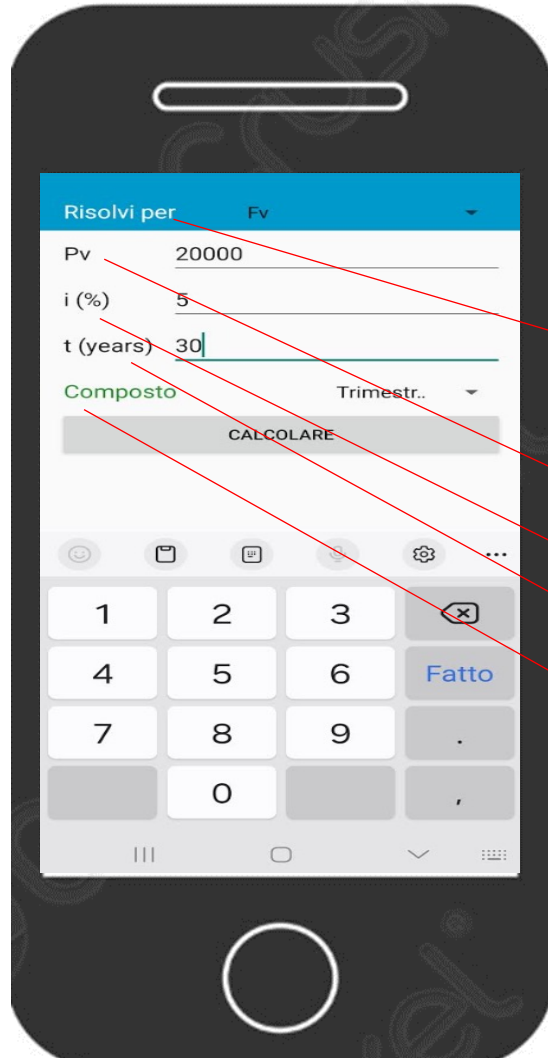 Risolvi per Fv
Pv 20000
i (%) 5
t (years) 30
Composto Trimestr..
CALCOLARE
1 2 3
4 5 6 Fatto
7 8 9 .
0 ,